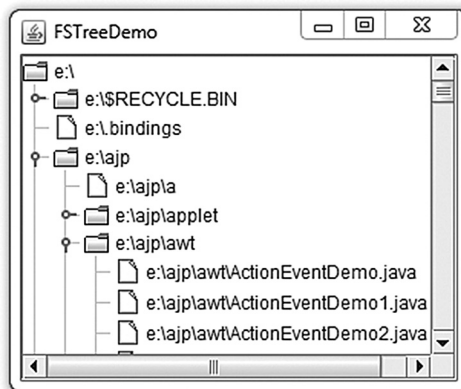 FSTreeDemo
e:\
e:\$RECYCLE.BIN
e:\.bindings
e:\ajp
e:\ajp\a
e:\ajp\applet
e:\ajp\awt
e:\ajp\awt\ActionEventDemo.java
e:\ajp\awt\ActionEventDemo1.java
e:\ajp\awt\ActionEventDemo2.java